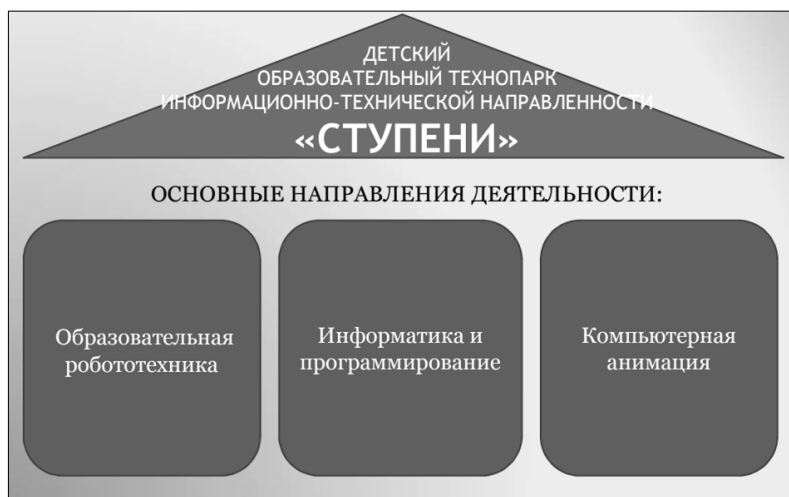 ДЕТСКИЙ
ОБРАЗОВАТЕЛЬНЫЙ ТЕХНОПАРК
ИНФОРМАЦИОННО-ТЕХНИЧЕСКОЙ НАПРАВЛЕННОСТИ
«СТУПЕНИ»
ОСНОВНЫЕ НАПРАВЛЕНИЯ ДЕЯТЕЛЬНОСТИ:
Образовательная
робототехника
Информатика и
программирование
Компьютерная
анимация